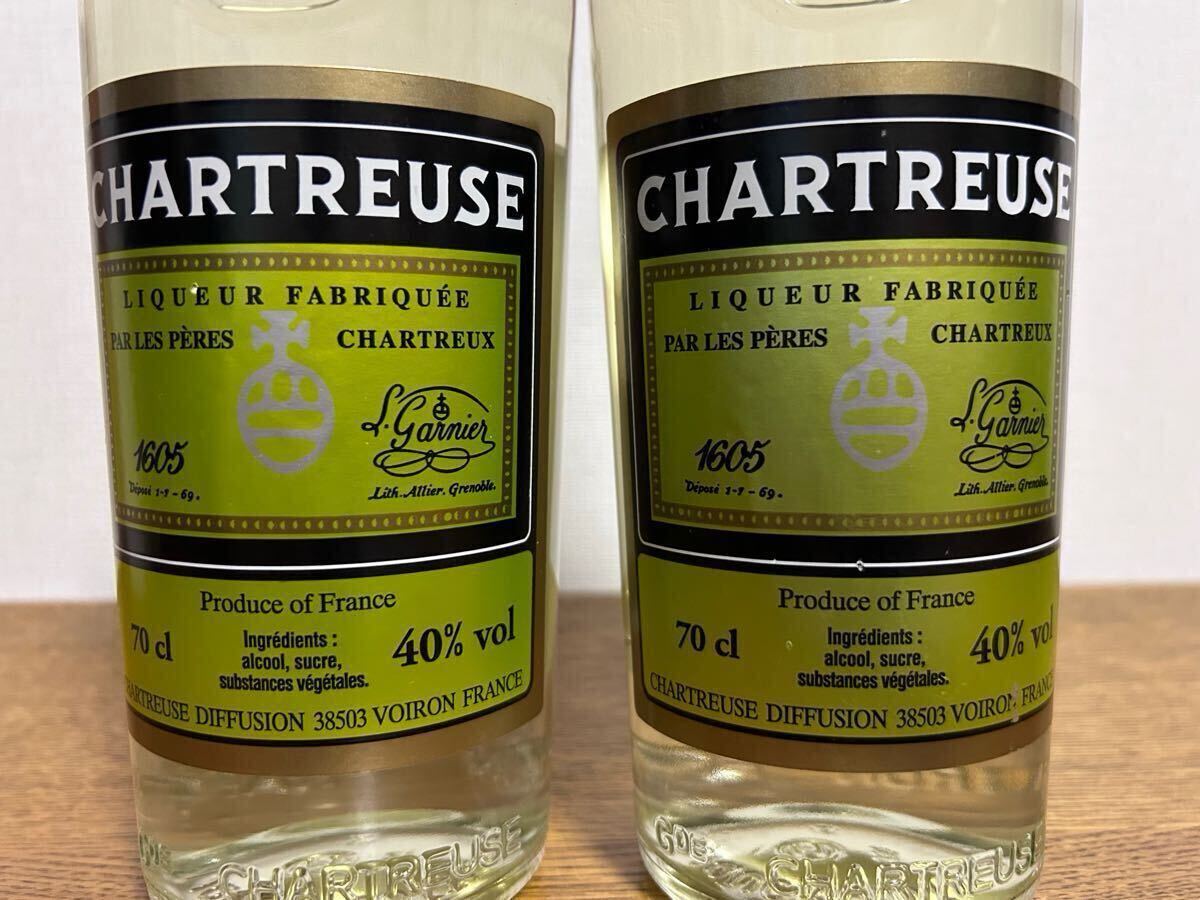 CHARTREUSE
LIQUEUR FABRIQUÉE
PAR LES PÈRES CHARTREUX
1605
L. Garnier
Déposé 1-1-69.
Lith. Allier. Grenoble.
Produce of France
70 cl
Ingrédients :
alcool, sucre,
substances végétales.
40% vol
CHARTREUSE DIFFUSION 38503 VOIRON FRANCE
CHARTREUSE
CHARTREUSE
LIQUEUR FABRIQUÉE
PAR LES PÈRES CHARTREUX
1605
L. Garnier
Déposé 1-1-69.
Lith. Allier. Grenoble.
Produce of France
70 cl
Ingrédients :
alcool, sucre,
substances végétales.
40% vol
CHARTREUSE DIFFUSION 38503 VOIRON FRANCE
Gde CHARTREUSE